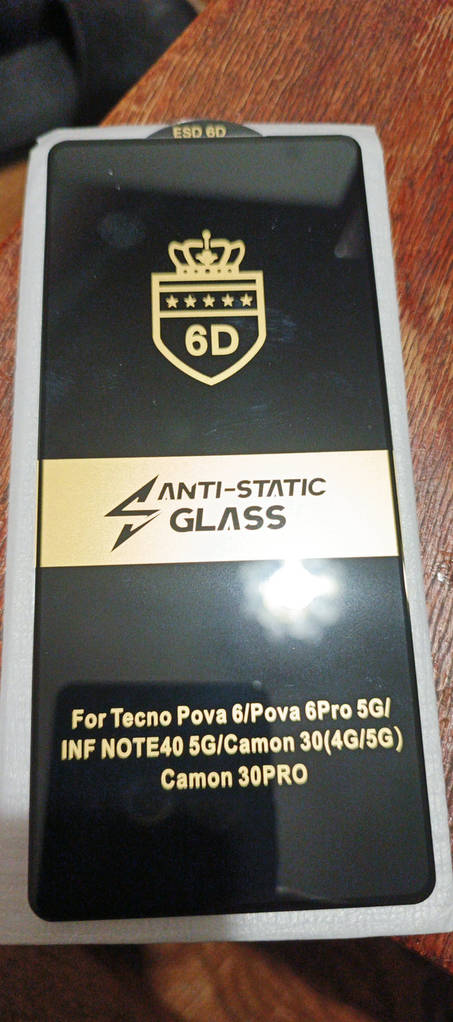 ESD 6D
6D
ANTI-STATIC
GLASS
For Tecno Pova 6/Pova 6Pro 5G/
INF NOTE40 5G/Camon 30(4G/5G)
Camon 30PRO